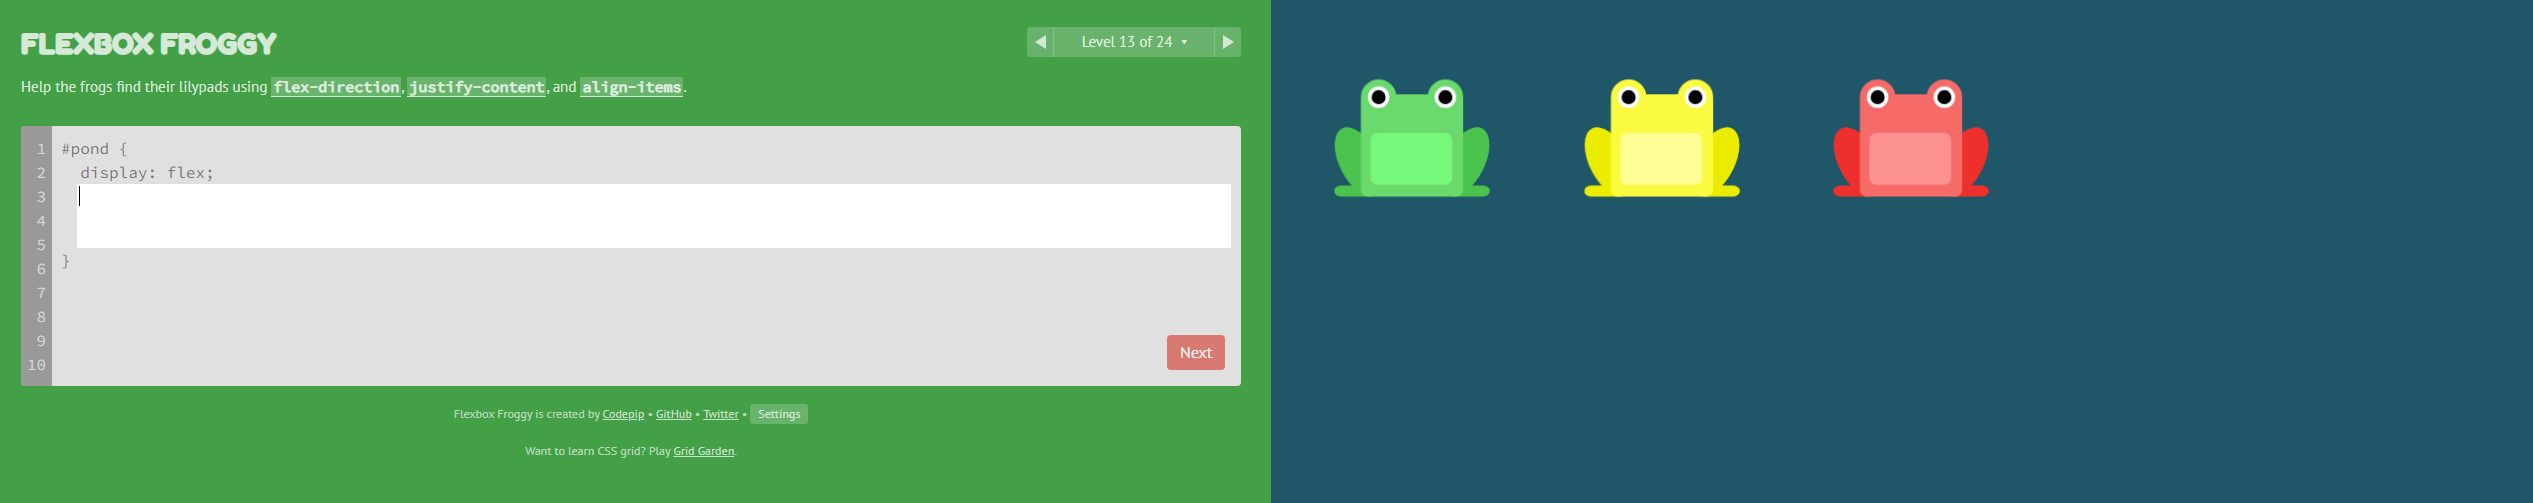 FLEXBOX FROGGY
Level 13 of 24
Help the frogs find their lilypads using flex-direction, justify-content, and align-items.
1 #pond {
2 display: flex;
3
4
5
}
6
7
8
9
10
Next
Flexbox Froggy is created by Codepip • GitHub • Twitter • Settings
Want to learn CSS grid? Play Grid Garden.